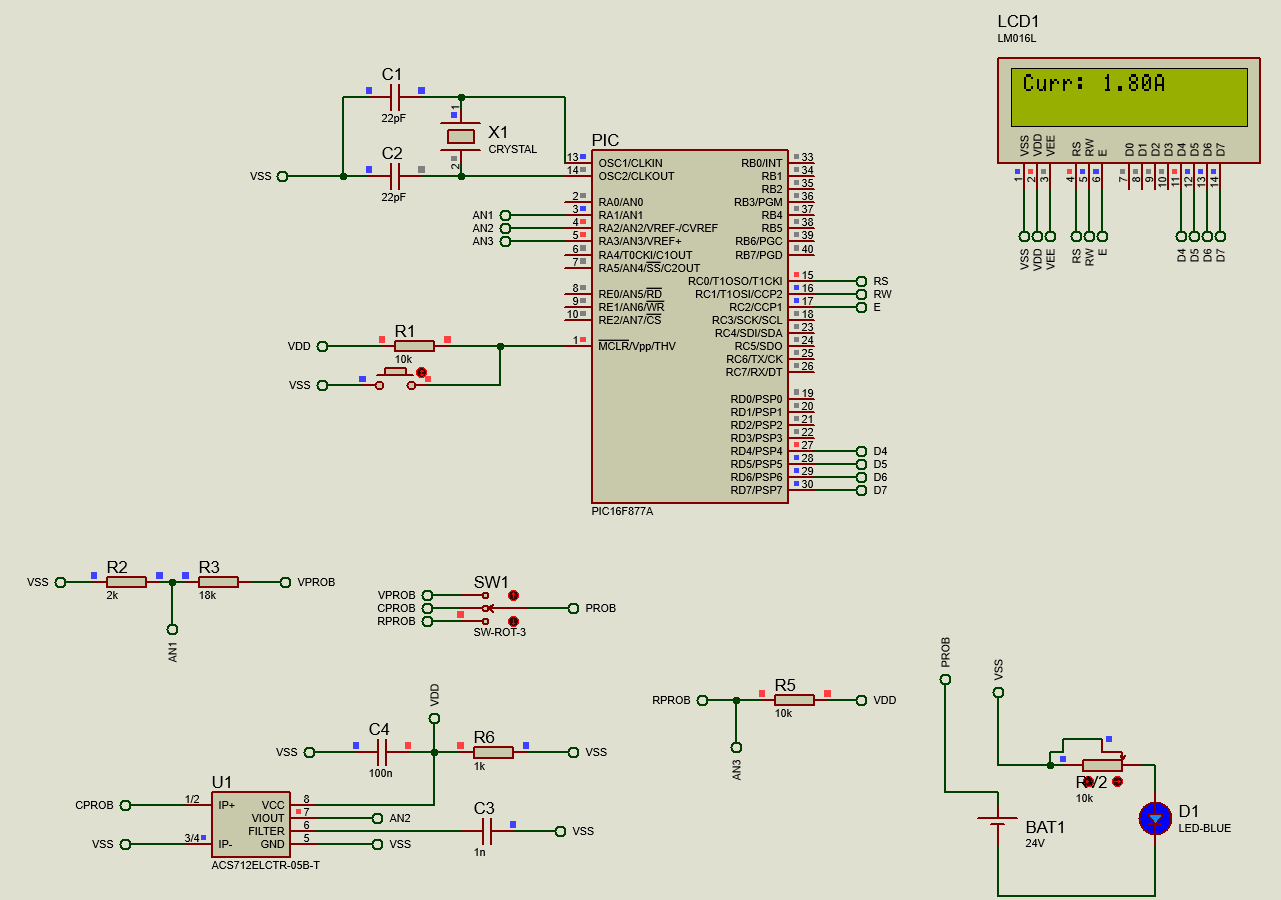 LCD1
LM016L
Curr: 1.80A
VSS
VDD
VEE
RS
RW
E
D0
D1
D2
D3
D4
D5
D6
D7
1
2
3
4
5
6
7
8
9
10
11
12
13
14
VSS
VDD
VEE
RS
RW
E
D4
D5
D6
D7
C1
22pF
C2
22pF
VSS
X1
CRYSTAL
1
2
PIC
13 OSC1/CLKIN
14 OSC2/CLKOUT
2 RA0/AN0
AN1 3 RA1/AN1
AN2 4 RA2/AN2/VREF-/CVREF
AN3 5 RA3/AN3/VREF+
6 RA4/T0CKI/C1OUT
7 RA5/AN4/SS/C2OUT
8 RE0/AN5/RD
9 RE1/AN6/WR
10 RE2/AN7/CS
1 MCLR/Vpp/THV
RB0/INT 33
RB1 34
RB2 35
RB3/PGM 36
RB4 37
RB5 38
RB6/PGC 39
RB7/PGD 40
RC0/T1OSO/T1CKI 15 RS
RC1/T1OSI/CCP2 16 RW
RC2/CCP1 17 E
RC3/SCK/SCL 18
RC4/SDI/SDA 23
RC5/SDO 24
RC6/TX/CK 25
RC7/RX/DT 26
RD0/PSP0 19
RD1/PSP1 20
RD2/PSP2 21
RD3/PSP3 22
RD4/PSP4 27 D4
RD5/PSP5 28 D5
RD6/PSP6 29 D6
RD7/PSP7 30 D7
PIC16F877A
R1
VDD
10k
VSS
R2
VSS
2k
R3
18k
VPROB
AN1
SW1
VPROB
CPROB
RPROB
PROB
SW-ROT-3
RPROB
R5
10k
VDD
AN3
VDD
C4
VSS
100n
R6
1k
VSS
U1
CPROB 1/2 IP+
VSS 3/4 IP-
VCC 8
VIOUT 7 AN2
FILTER 6
GND 5 VSS
ACS712ELCTR-05B-T
C3
1n
VSS
PROB
VSS
RV2
10k
BAT1
24V
D1
LED-BLUE